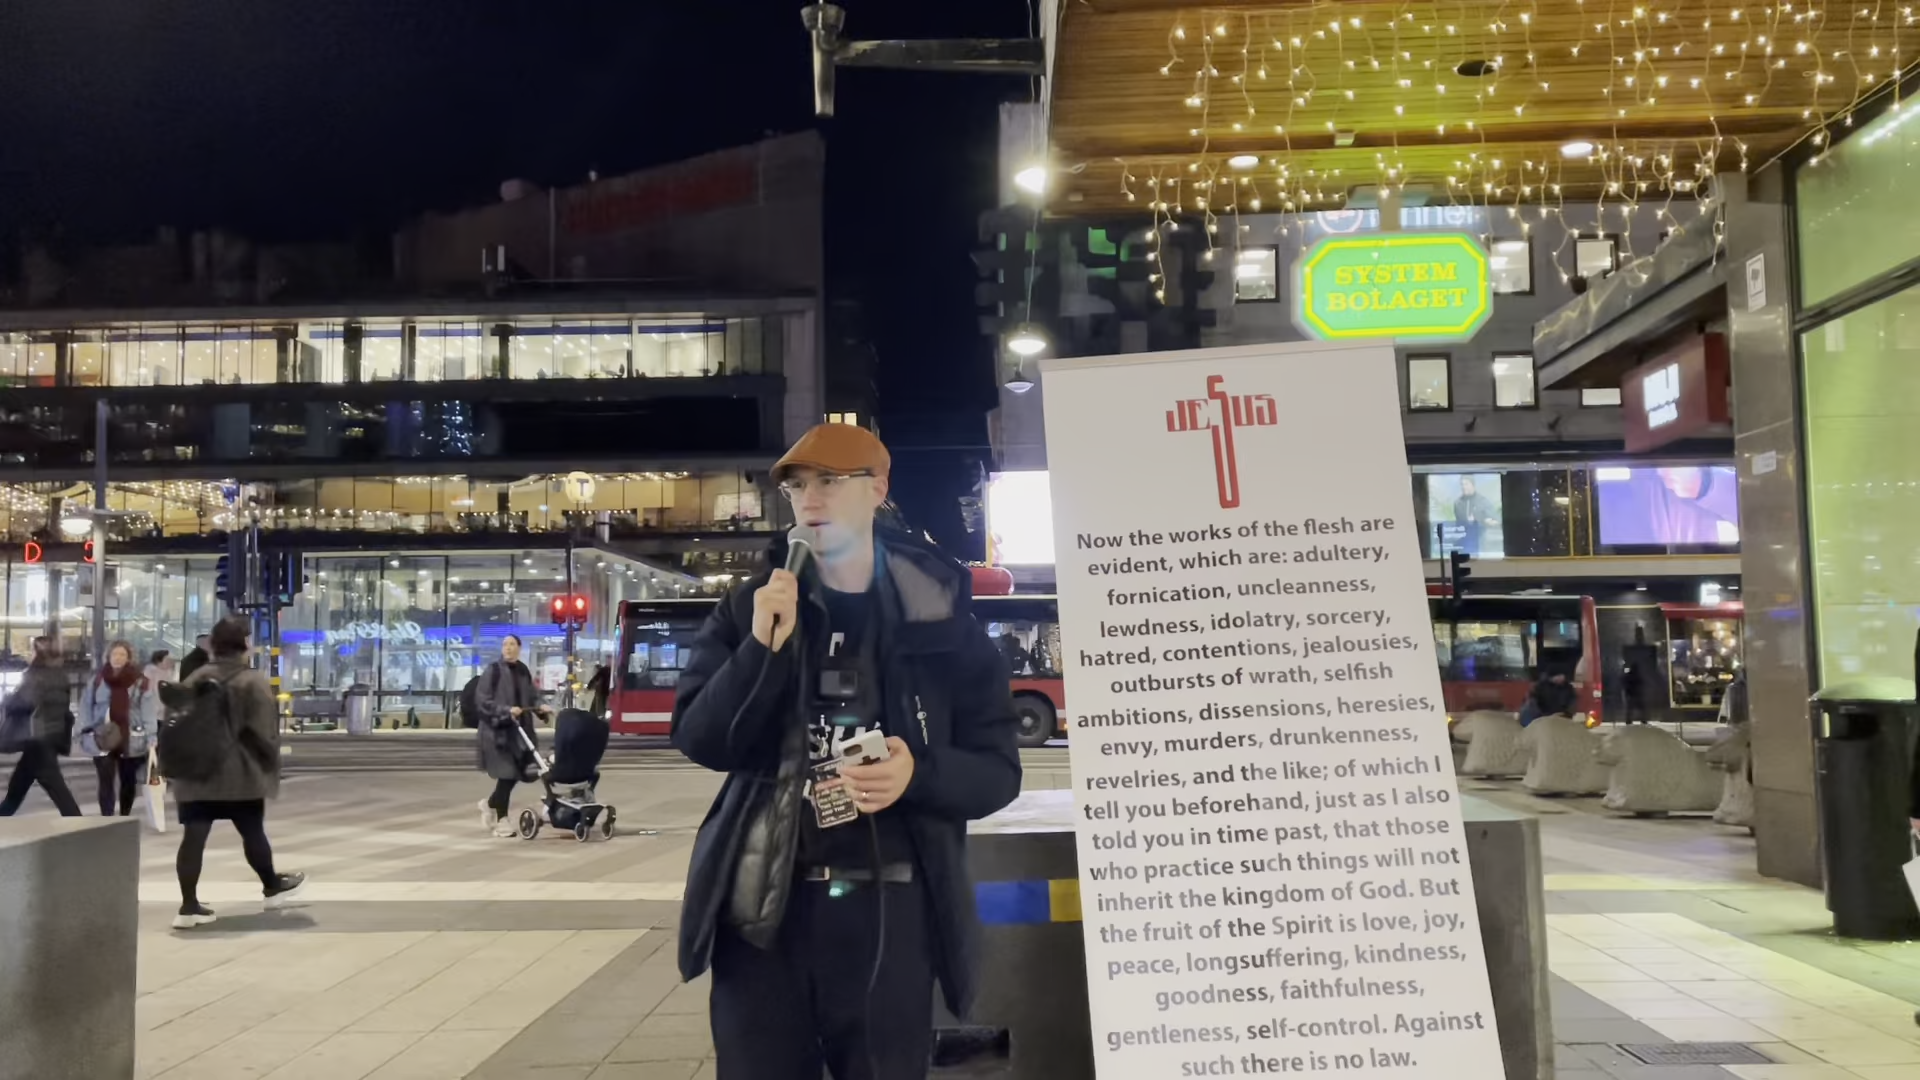 SYSTEM
BOLAGET
T
JESUS
Now the works of the flesh are
evident, which are: adultery,
fornication, uncleanness,
lewdness, idolatry, sorcery,
hatred, contentions, jealousies,
outbursts of wrath, selfish
ambitions, dissensions, heresies,
envy, murders, drunkenness,
revelries, and the like; of which I
tell you beforehand, just as I also
told you in time past, that those
who practice such things will not
inherit the kingdom of God. But
the fruit of the Spirit is love, joy,
peace, longsuffering, kindness,
goodness, faithfulness,
gentleness, self-control. Against
such there is no law.